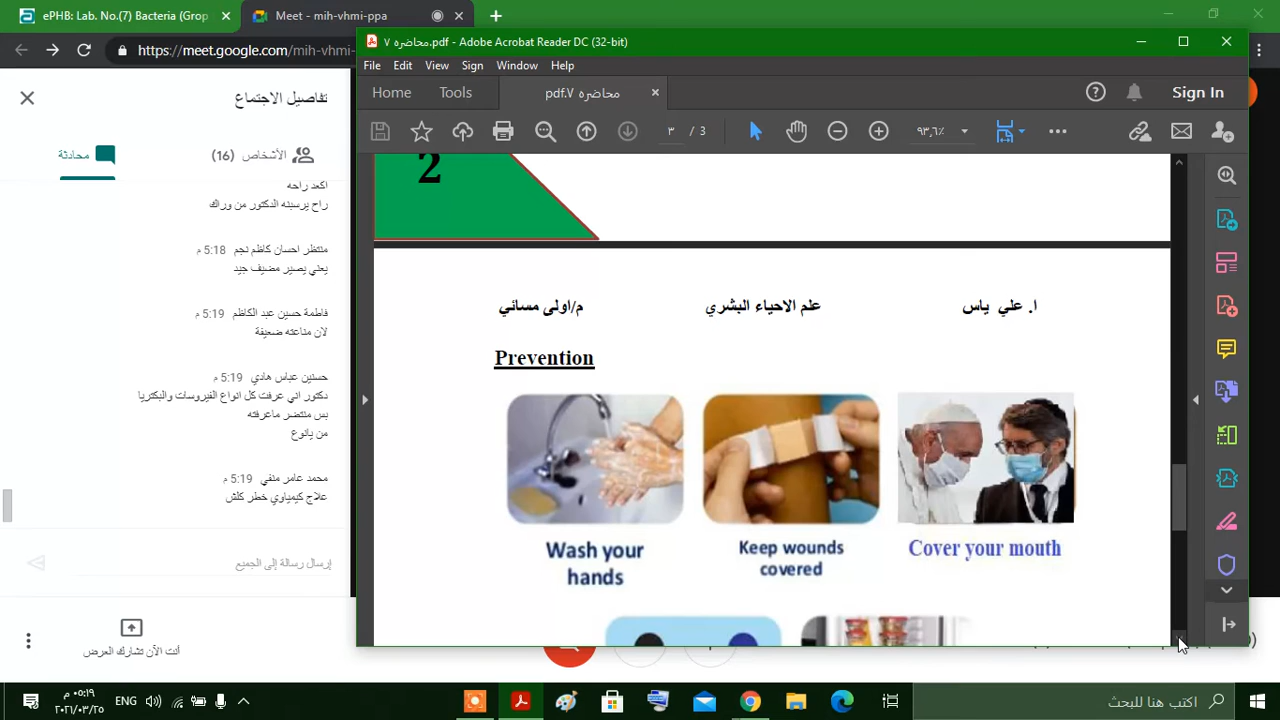 ePHB: Lab. No.(7) Bacteria (Grop
Meet - mih-vhmi-ppa
https://meet.google.com/mih-vhmi-
محاضره ٧.pdf - Adobe Acrobat Reader DC (32-bit)
File Edit View Sign Window Help
Home Tools محاضره ٧.pdf Sign In
٣ / 3
٩٣,٦٪
تفاصيل الاجتماع
الأشخاص (16)
محادثة
اكعد راحه
راح يرسبنه الدكتور من وراك
منتظر احسان كاظم نجم 5:18 م
يعلي يصير مضيف جيد
فاطمة حسين عبد الكاظم 5:19 م
لان مناعته ضعيفة
حسنين عباس هادي 5:19 م
دكتور اني عرفت كل انواع الفيروسات والبكتريا
بس منتضر ماعرفته
من يانوع
محمد عامر منفي 5:19 م
علاج كيمياوي خطر كلش
إرسال رسالة إلى الجميع
أنت الآن تشارك العرض
2
ا. علي ياس
علم الاحياء البشري
م/اولى مسائي
Prevention
Wash your
hands
Keep wounds
covered
Cover your mouth
٠٥:١٩ م
٢٠٢١/٠٣/٢٥
ENG
اكتب هنا للبحث